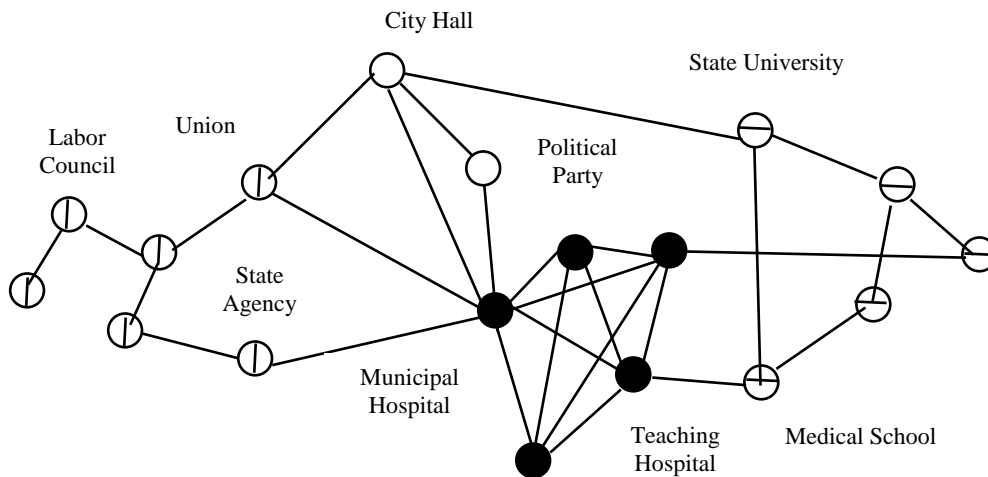 City Hall
State University
Union
Labor
Council
Political
Party
State
Agency
Municipal
Hospital
Teaching
Hospital
Medical School